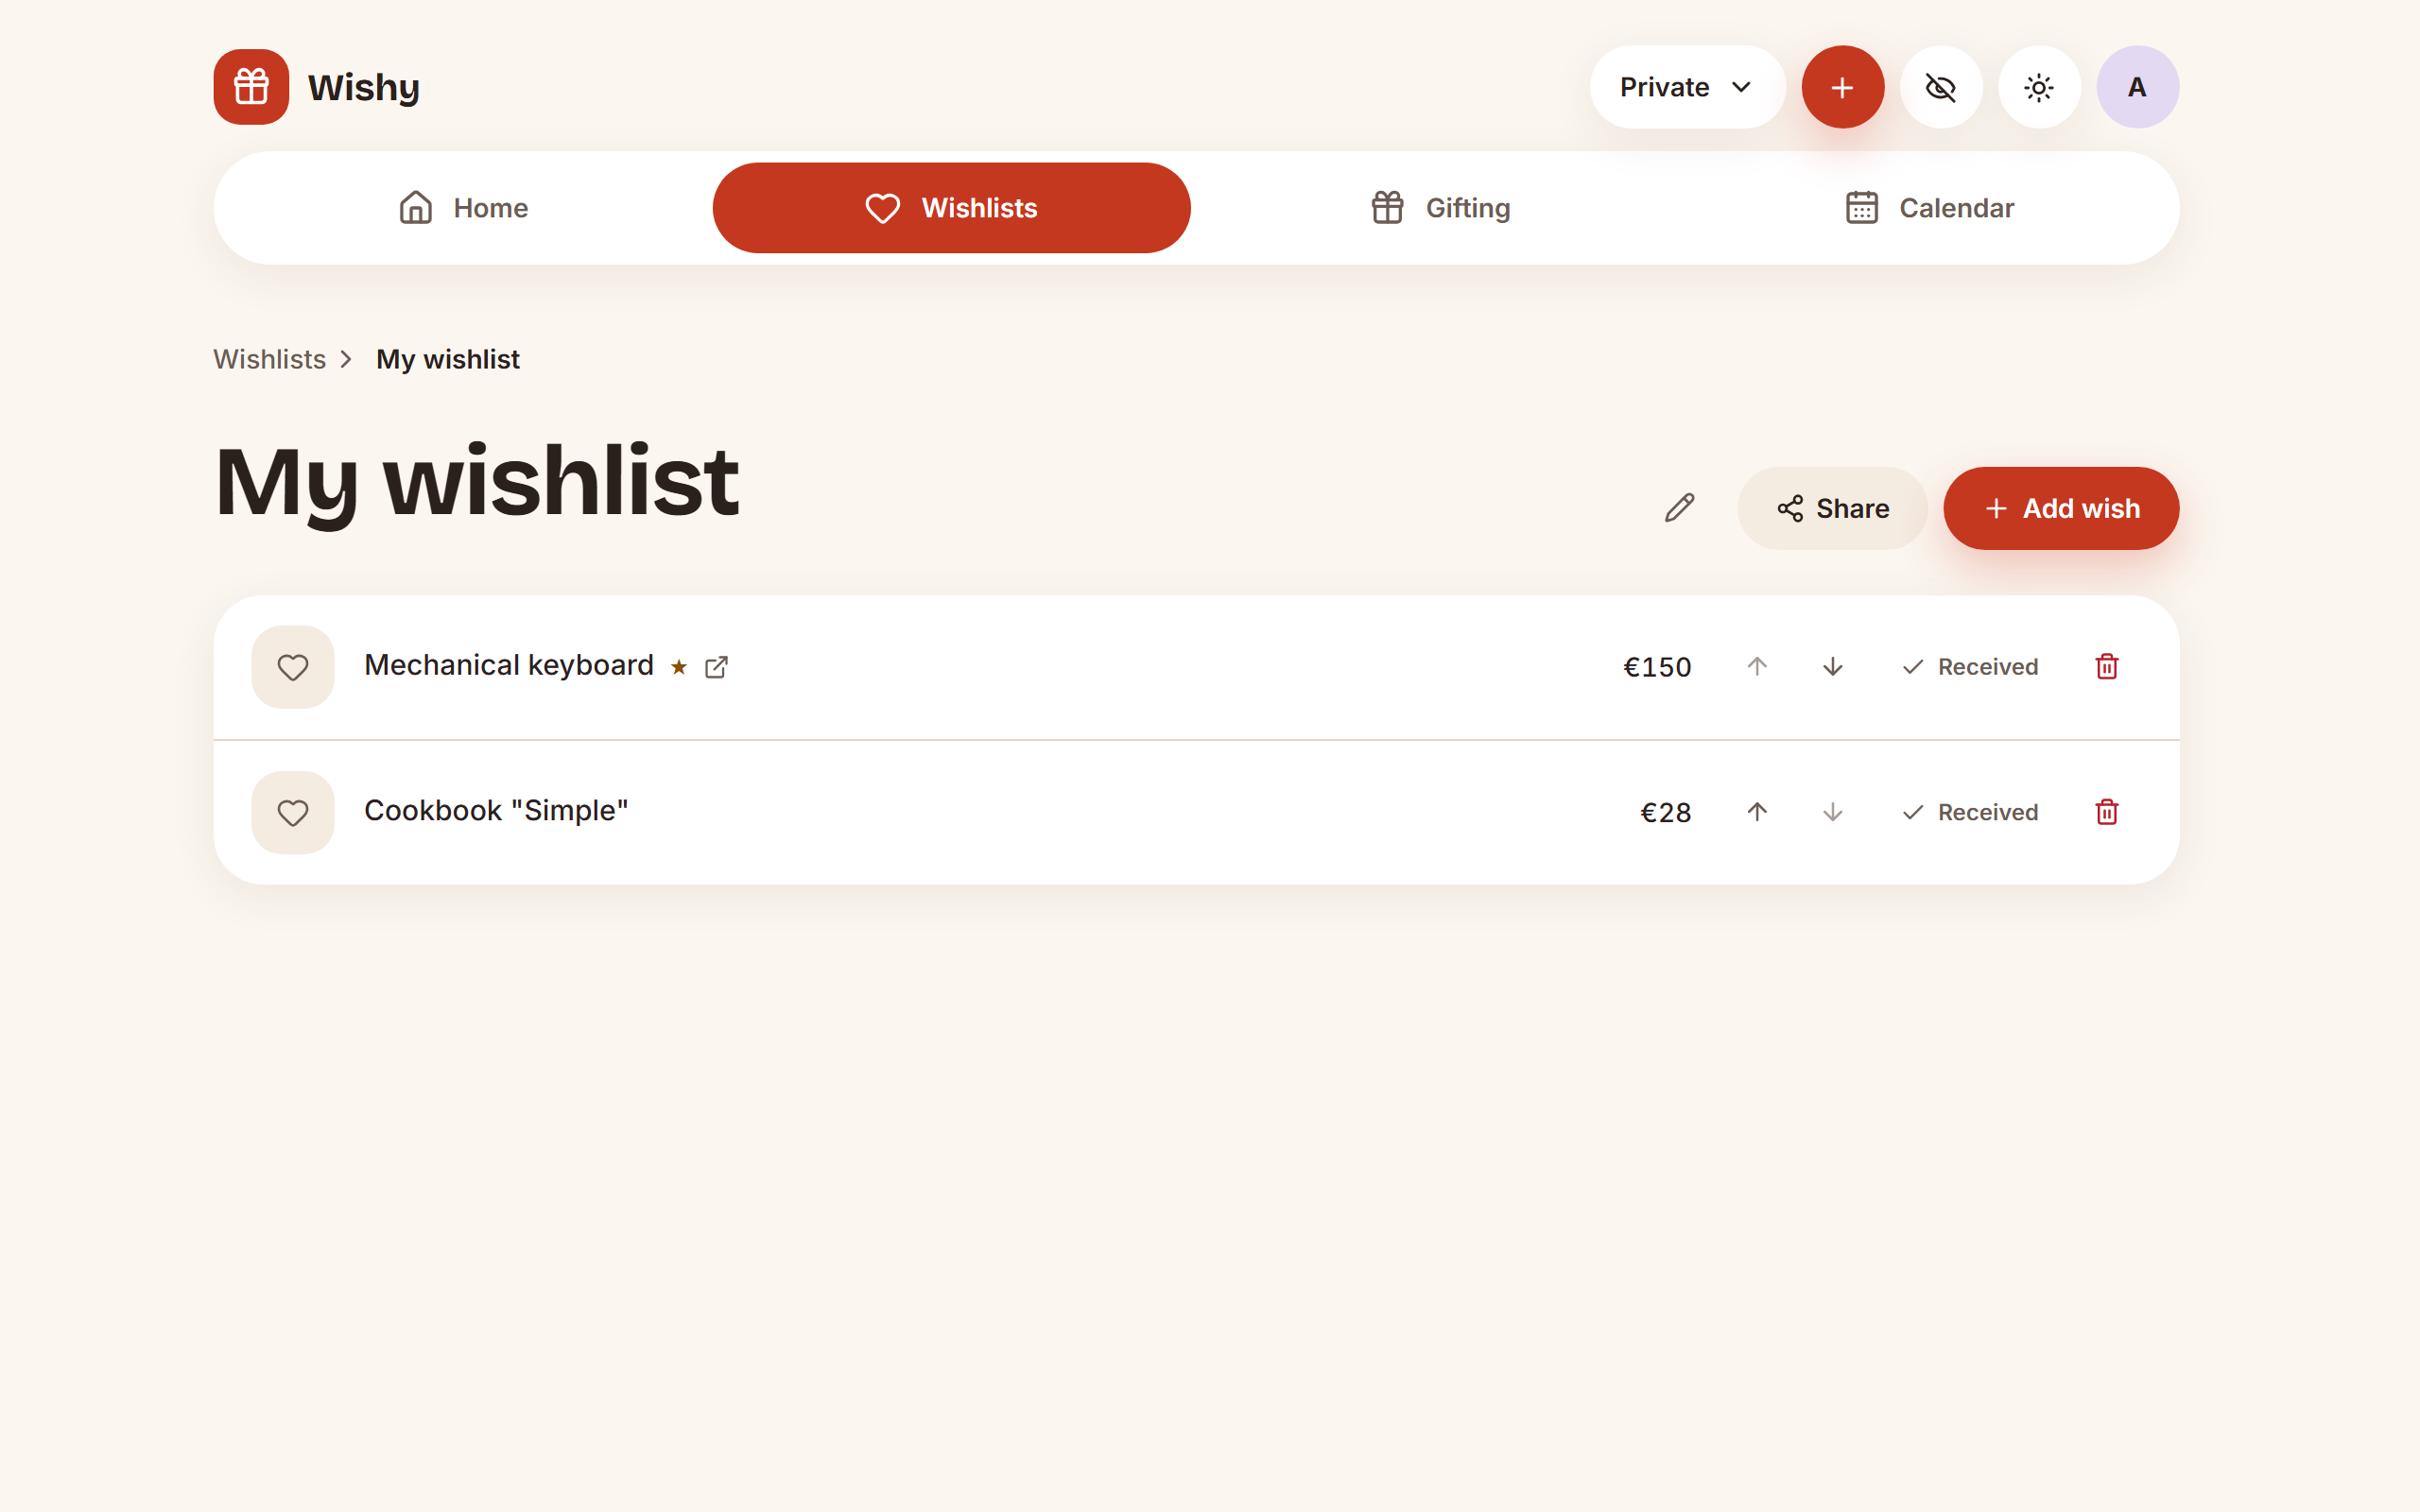 Wishy
Private
A
Home
Wishlists
Gifting
Calendar
Wishlists
My wishlist
My wishlist
Share
Add wish
Mechanical keyboard ★
€150
Received
Cookbook "Simple"
€28
Received